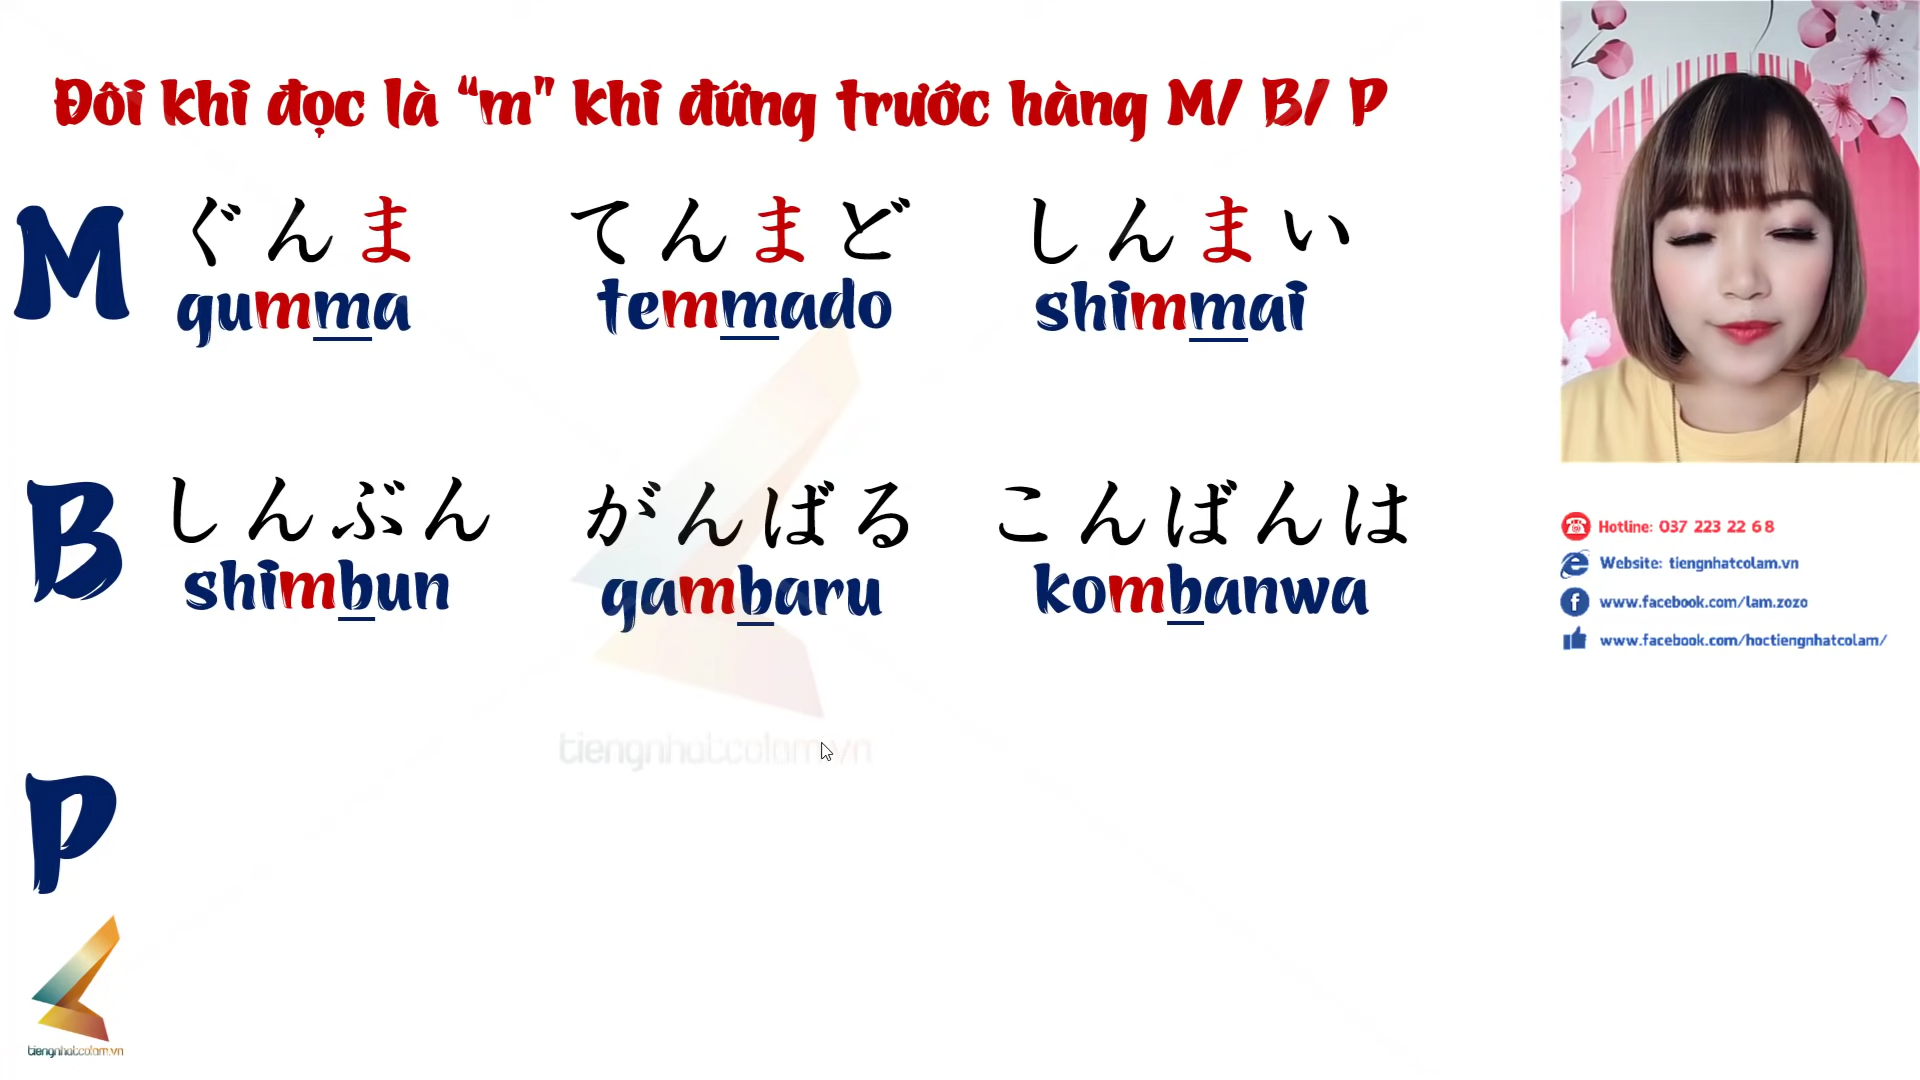 Đôi khi đọc là “m” khi đứng trước hàng M/ B/ P
M
ぐんま
てんまど
しんまい
gumma
temmado
shimmai
B
しんぶん
がんばる
こんばんは
shimbun
gambaru
kombanwa
P
tiengnhatcolam.vn
tiengnhatcolam.vn
Hotline: 037 223 22 68
Website: tiengnhatcolam.vn
www.facebook.com/lam.zozo
www.facebook.com/hoctiengnhatcolam/